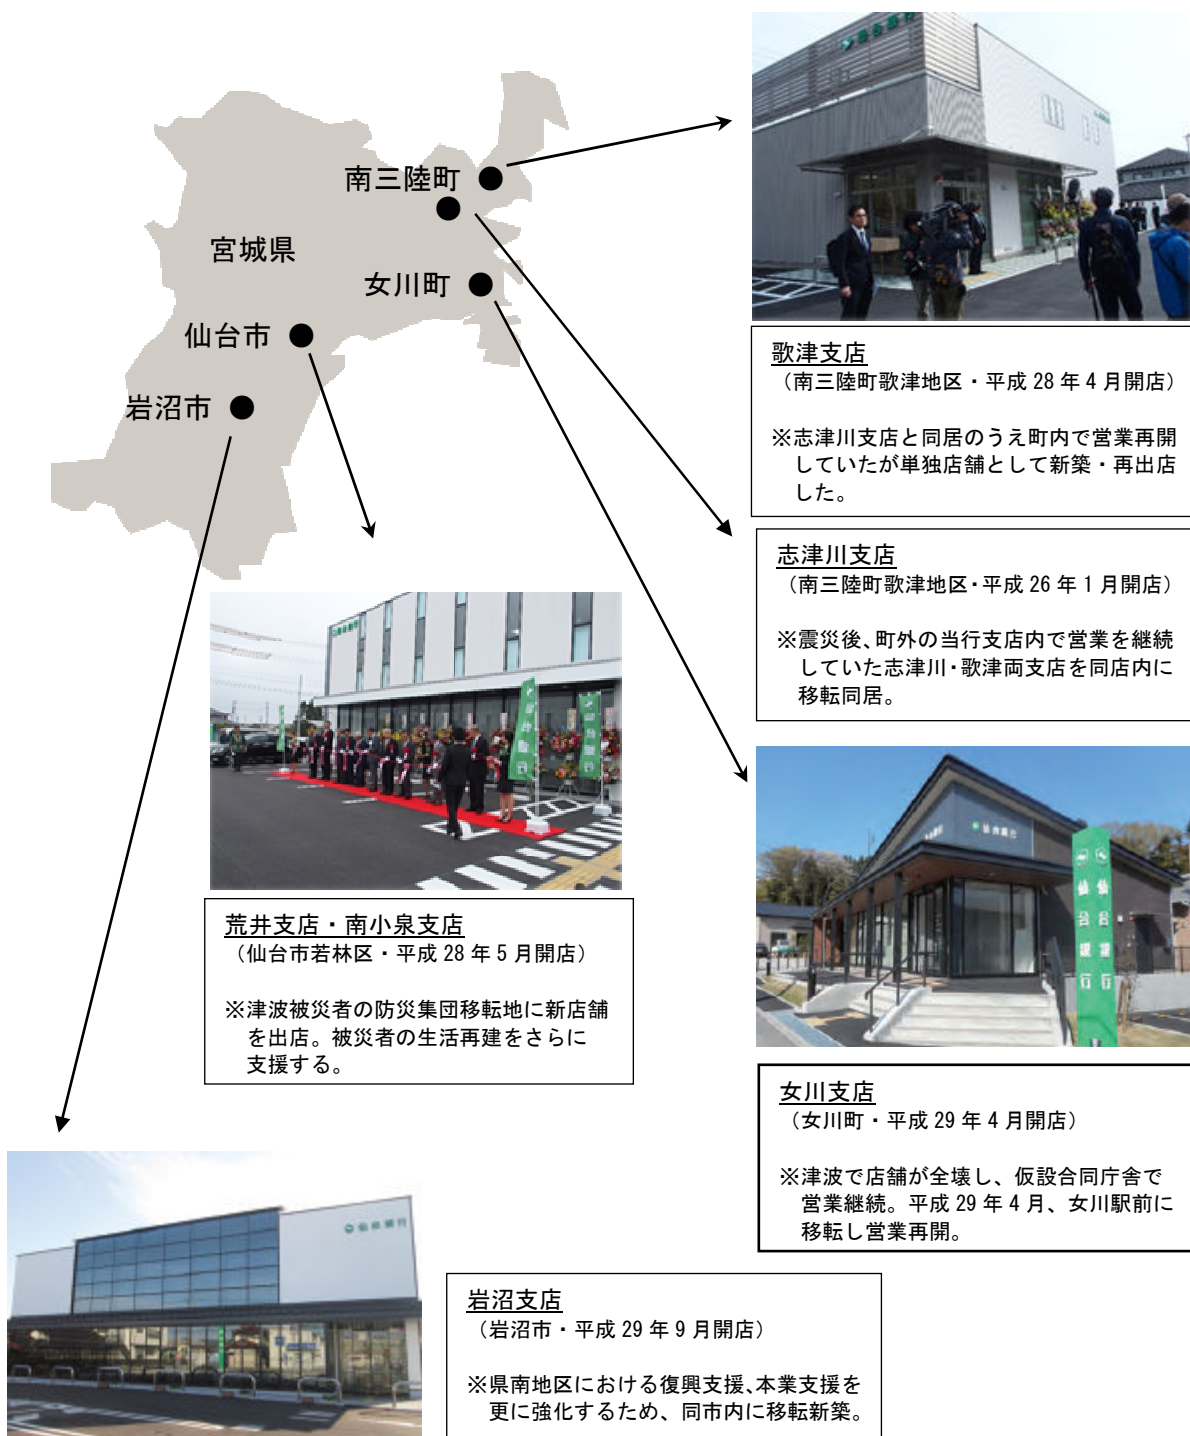 南三陸町
宮城県
女川町
仙台市
岩沼市
歌津支店
（南三陸町歌津地区・平成 28 年 4 月開店）
※志津川支店と同居のうえ町内で営業再開
していたが単独店舗として新築・再出店
した。
志津川支店
（南三陸町歌津地区・平成 26 年 1 月開店）
※震災後、町外の当行支店内で営業を継続
していた志津川・歌津両支店を同店内に
移転同居。
荒井支店・南小泉支店
（仙台市若林区・平成 28 年 5 月開店）
※津波被災者の防災集団移転地に新店舗
を出店。被災者の生活再建をさらに
支援する。
仙台銀行
仙台銀行
仙台銀行
女川支店
（女川町・平成 29 年 4 月開店）
※津波で店舗が全壊し、仮設合同庁舎で
営業継続。平成 29 年 4 月、女川駅前に
移転し営業再開。
仙台銀行
岩沼支店
（岩沼市・平成 29 年 9 月開店）
※県南地区における復興支援、本業支援を
更に強化するため、同市内に移転新築。